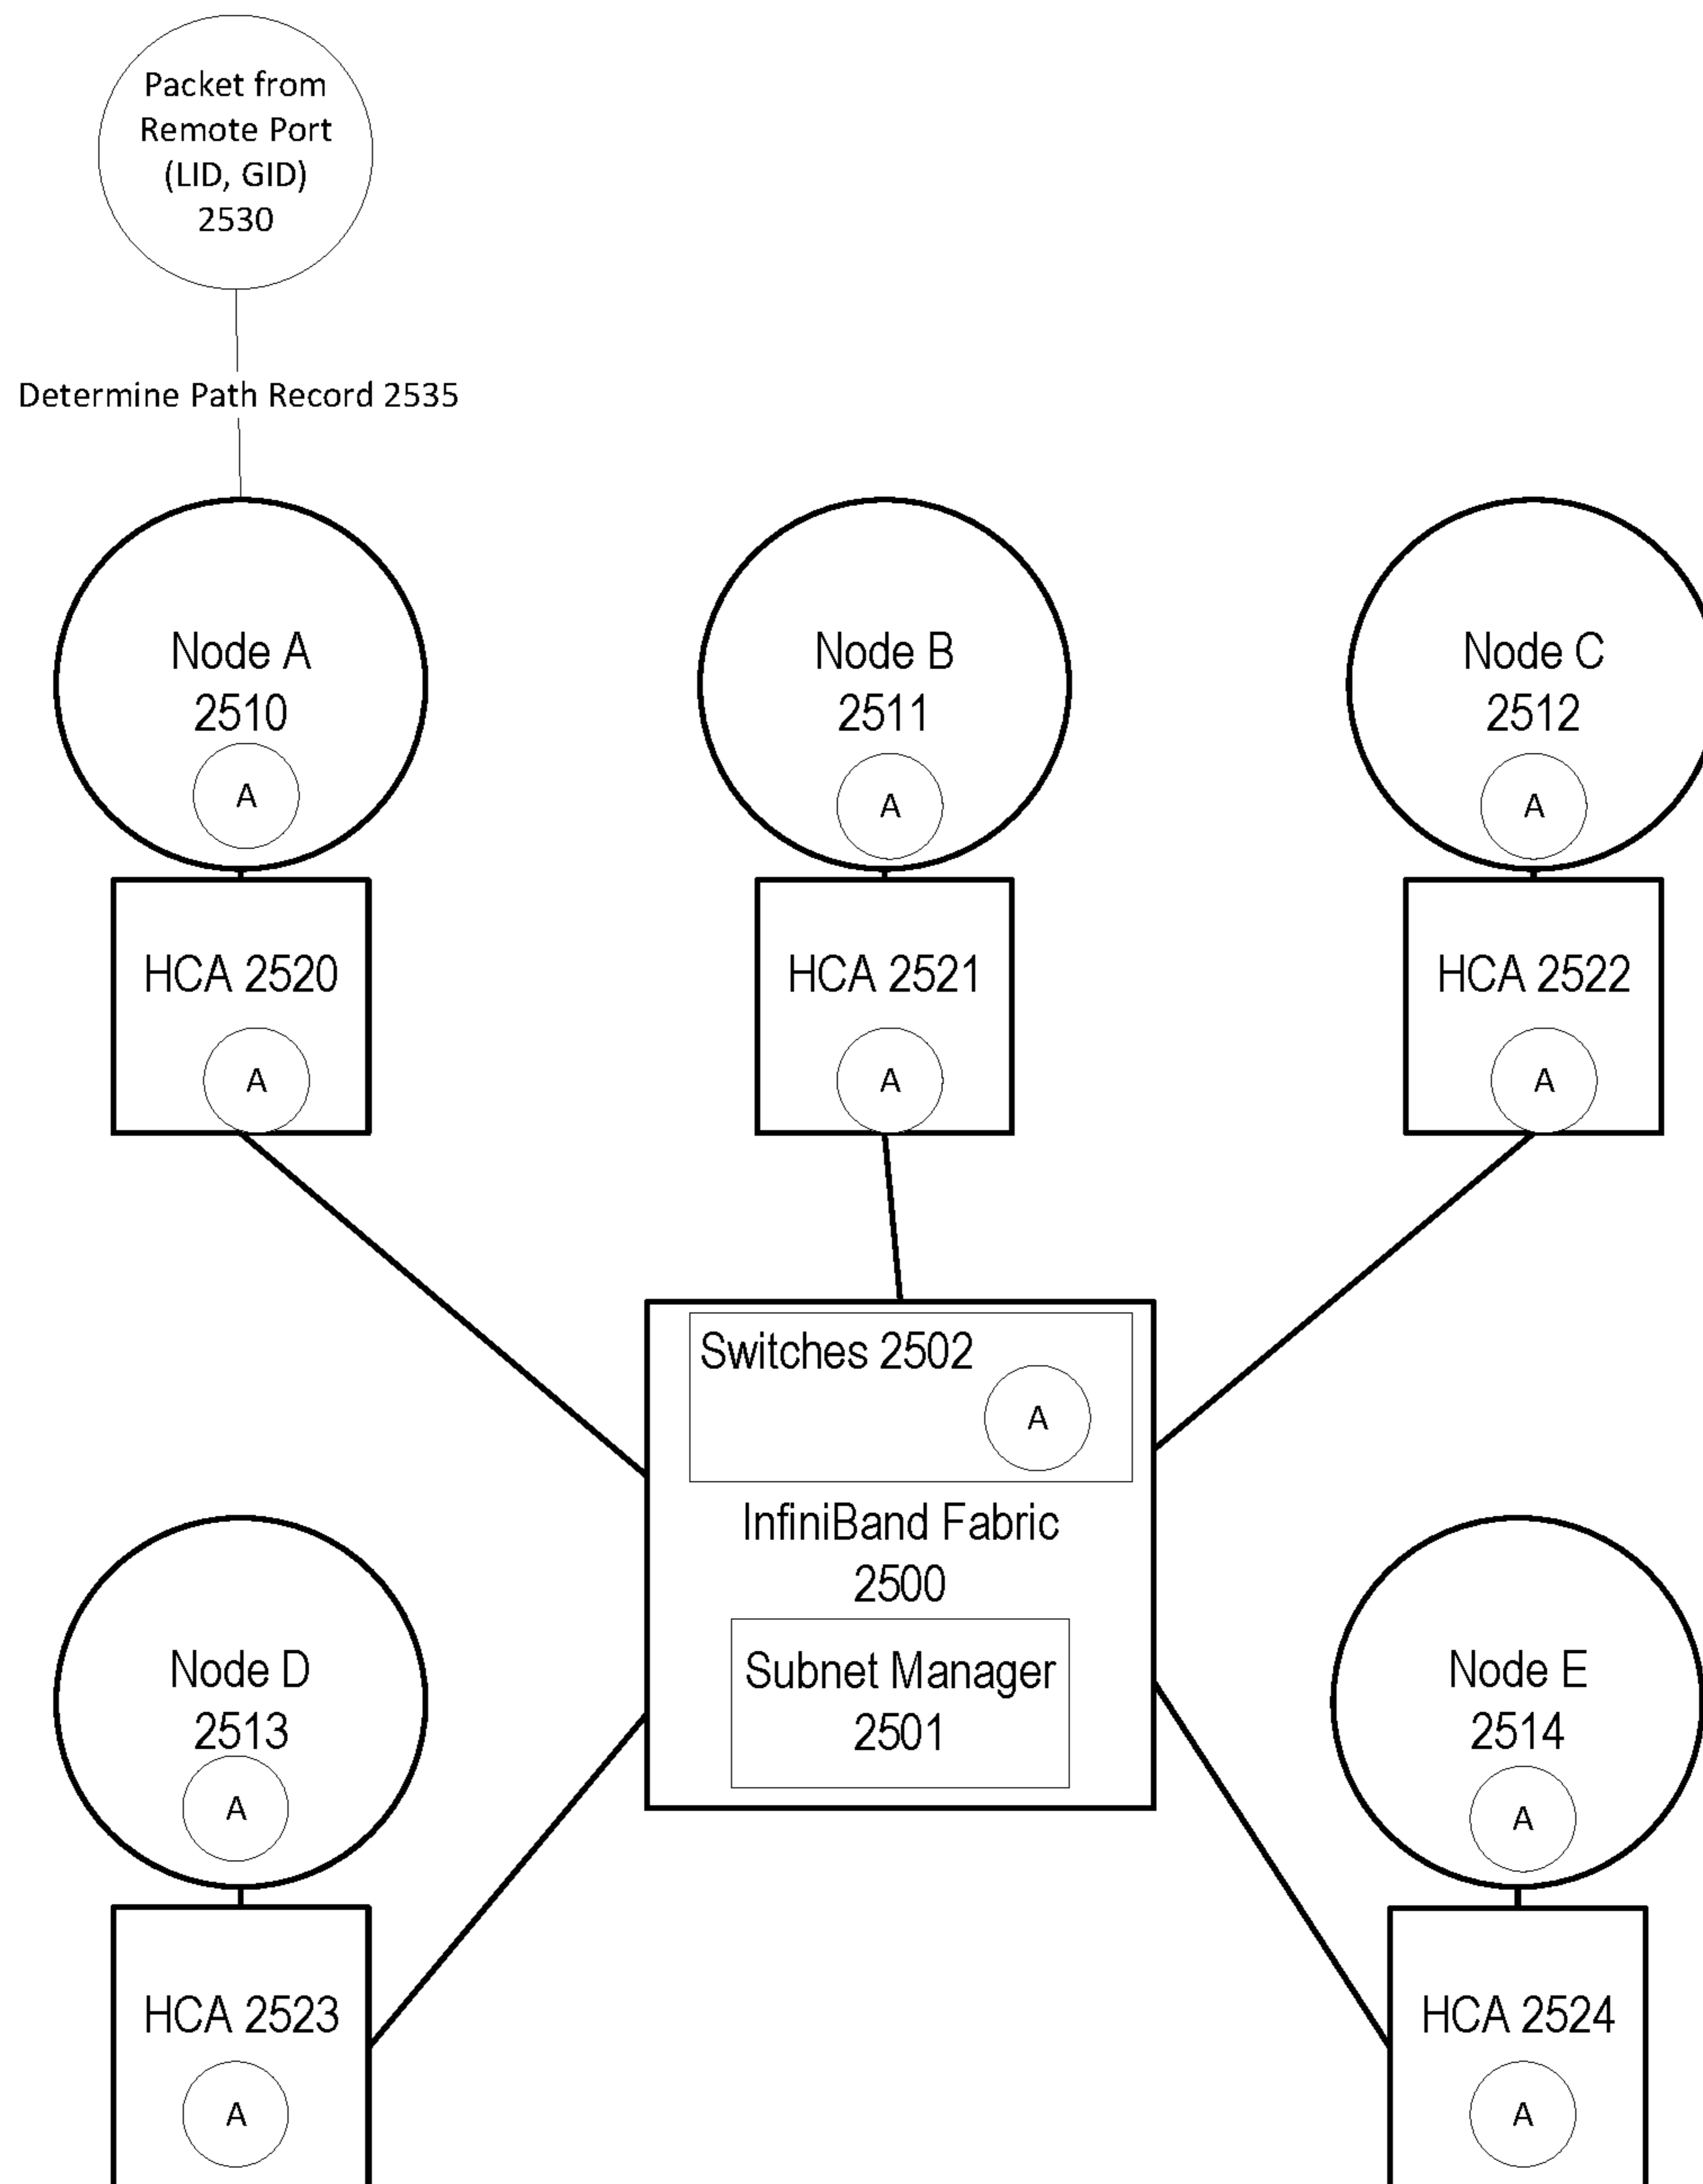 Packet from
Remote Port
(LID, GID)
2530
Determine Path Record 2535
Node A
2510
A
Node B
2511
A
Node C
2512
A
HCA 2520
A
HCA 2521
A
HCA 2522
A
Switches 2502
A
InfiniBand Fabric
2500
Subnet Manager
2501
Node D
2513
A
Node E
2514
A
HCA 2523
A
HCA 2524
A